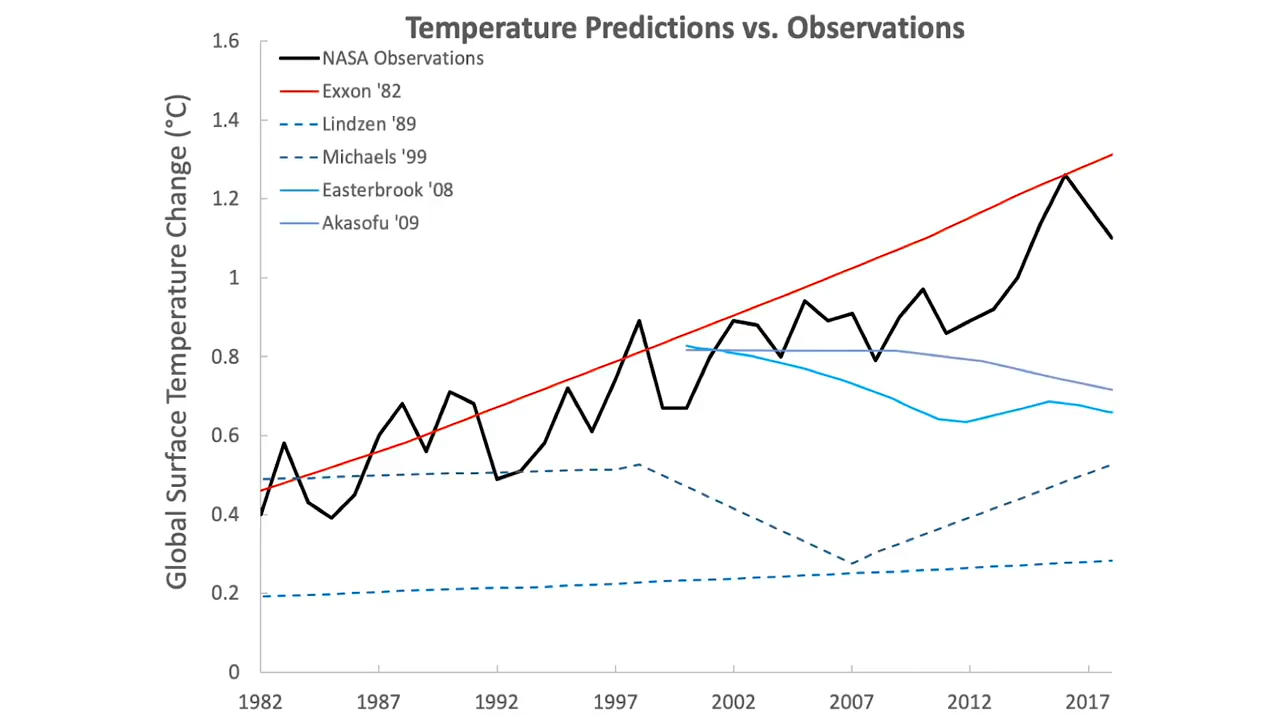 Temperature Predictions vs. Observations
Global Surface Temperature Change (°C)
1.6
1.4
1.2
1
0.8
0.6
0.4
0.2
0
NASA Observations
Exxon '82
Lindzen '89
Michaels '99
Easterbrook '08
Akasofu '09
1982 1987 1992 1997 2002 2007 2012 2017